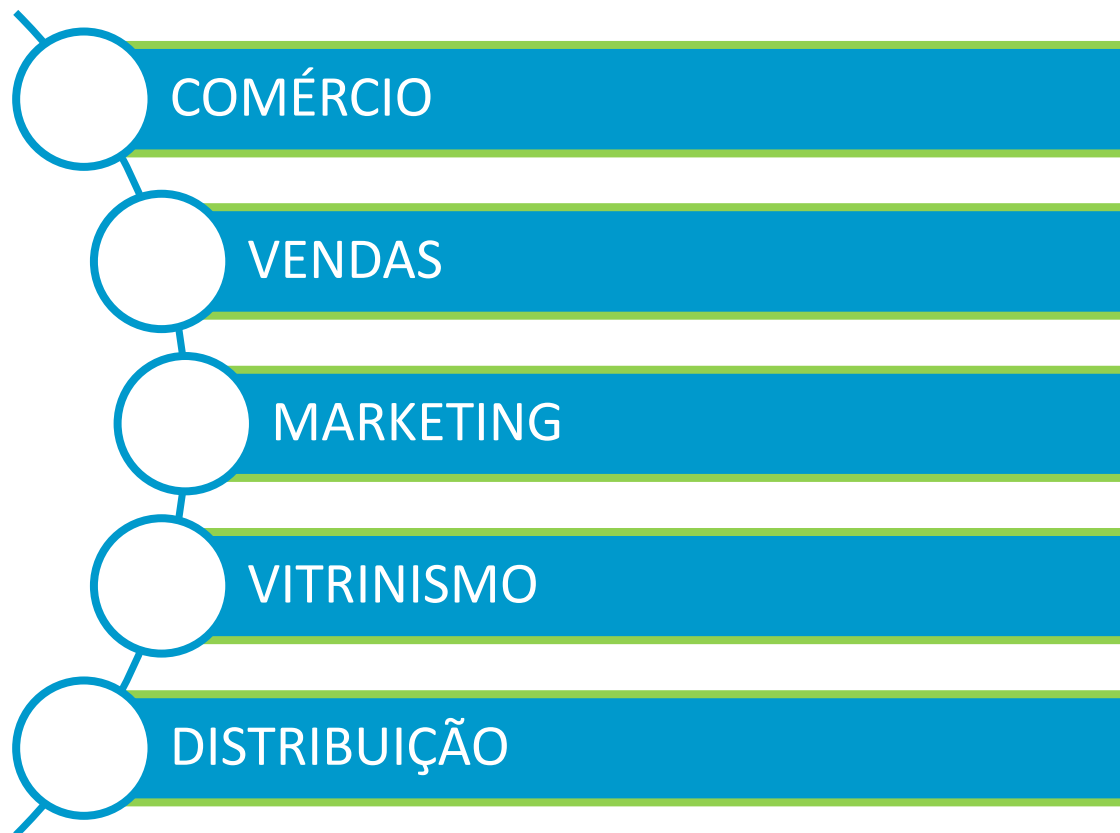 COMÉRCIO
VENDAS
MARKETING
VITRINISMO
DISTRIBUIÇÃO